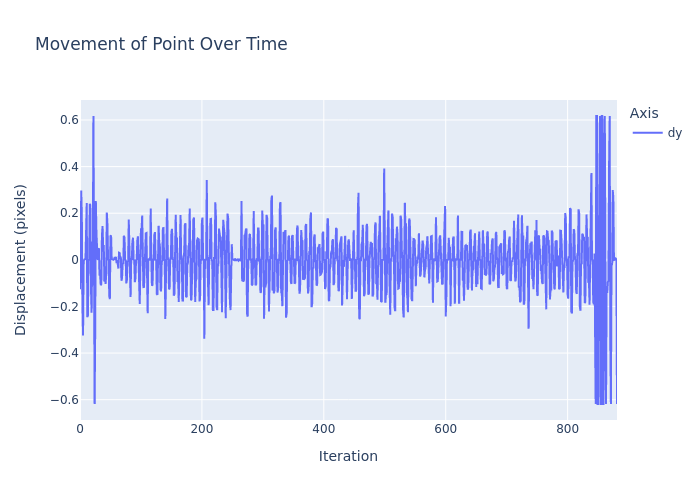 Movement of Point Over Time
Axis
dy
Displacement (pixels)
0.6
0.4
0.2
0
−0.2
−0.4
−0.6
0
200
400
600
800
Iteration